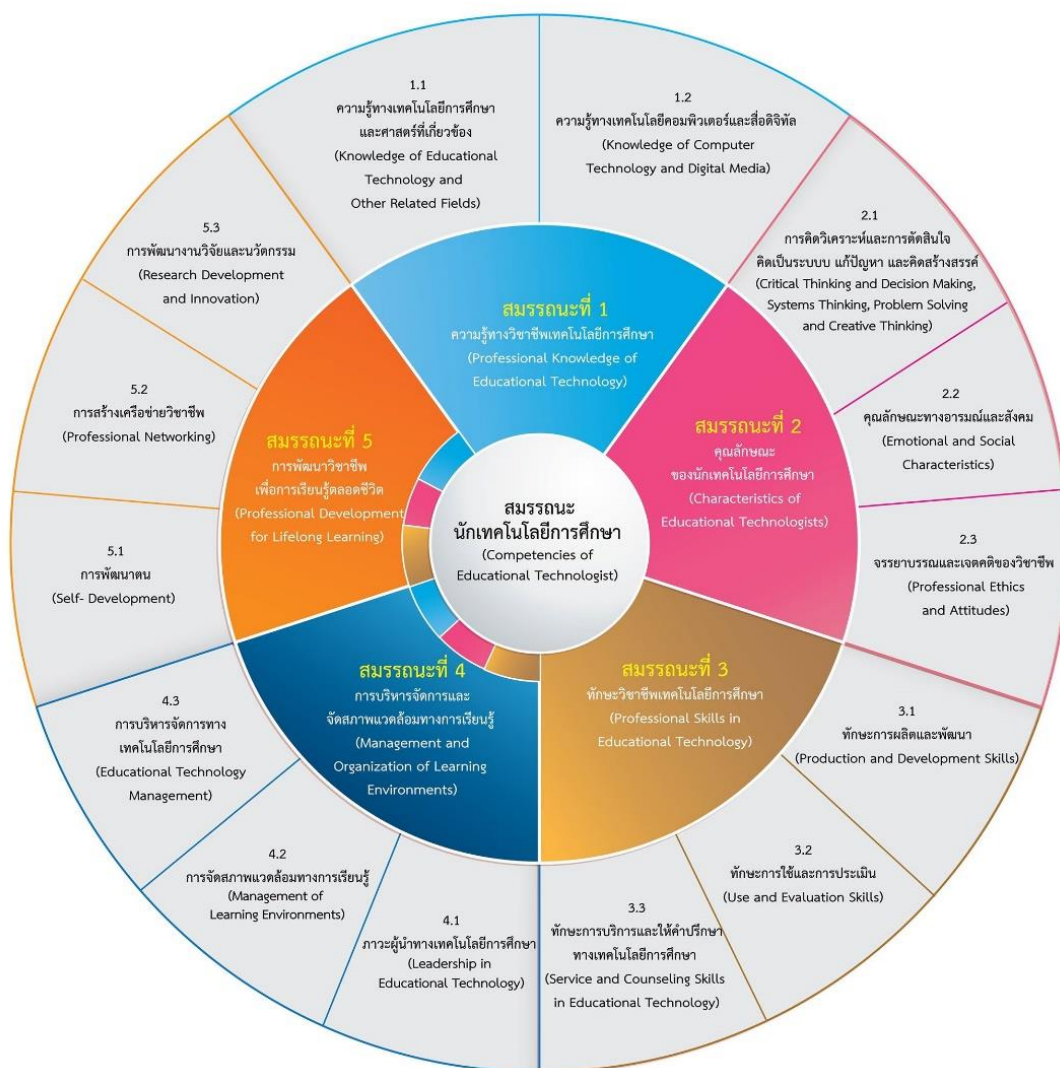 สมรรถนะ
นักเทคโนโลยีการศึกษา
(Competencies of
Educational Technologist)
สมรรถนะที่ 1
ความรู้ทางวิชาชีพเทคโนโลยีการศึกษา
(Professional Knowledge of
Educational Technology)
1.1
ความรู้ทางเทคโนโลยีการศึกษา
และศาสตร์ที่เกี่ยวข้อง
(Knowledge of Educational
Technology and
Other Related Fields)
1.2
ความรู้ทางเทคโนโลยีคอมพิวเตอร์และสื่อดิจิทัล
(Knowledge of Computer
Technology and Digital Media)
สมรรถนะที่ 2
คุณลักษณะ
ของนักเทคโนโลยีการศึกษา
(Characteristics of
Educational Technologists)
2.1
การคิดวิเคราะห์และการตัดสินใจ
คิดเป็นระบบบ แก้ปัญหา และคิดสร้างสรรค์
(Critical Thinking and Decision Making,
Systems Thinking, Problem Solving
and Creative Thinking)
2.2
คุณลักษณะทางอารมณ์และสังคม
(Emotional and Social
Characteristics)
2.3
จรรยาบรรณและเจตคติของวิชาชีพ
(Professional Ethics
and Attitudes)
สมรรถนะที่ 3
ทักษะวิชาชีพเทคโนโลยีการศึกษา
(Professional Skills in
Educational Technology)
3.1
ทักษะการผลิตและพัฒนา
(Production and Development Skills)
3.2
ทักษะการใช้และการประเมิน
(Use and Evaluation Skills)
3.3
ทักษะการบริการและให้คำปรึกษา
ทางเทคโนโลยีการศึกษา
(Service and Counseling Skills
in Educational Technology)
สมรรถนะที่ 4
การบริหารจัดการและ
จัดสภาพแวดล้อมทางการเรียนรู้
(Management and
Organization of Learning
Environments)
4.1
ภาวะผู้นำทางเทคโนโลยีการศึกษา
(Leadership in
Educational Technology)
4.2
การจัดสภาพแวดล้อมทางการเรียนรู้
(Management of
Learning Environments)
4.3
การบริหารจัดการทาง
เทคโนโลยีการศึกษา
(Educational Technology
Management)
สมรรถนะที่ 5
การพัฒนาวิชาชีพ
เพื่อการเรียนรู้ตลอดชีวิต
(Professional Development
for Lifelong Learning)
5.1
การพัฒนาตน
(Self- Development)
5.2
การสร้างเครือข่ายวิชาชีพ
(Professional Networking)
5.3
การพัฒนางานวิจัยและนวัตกรรม
(Research Development
and Innovation)